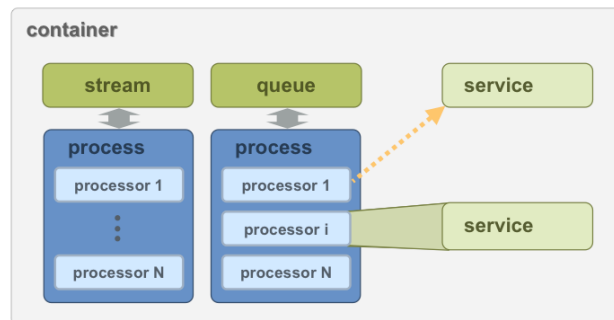 container
stream
queue
service
process
process
processor 1
processor 1
processor i
service
processor N
processor N